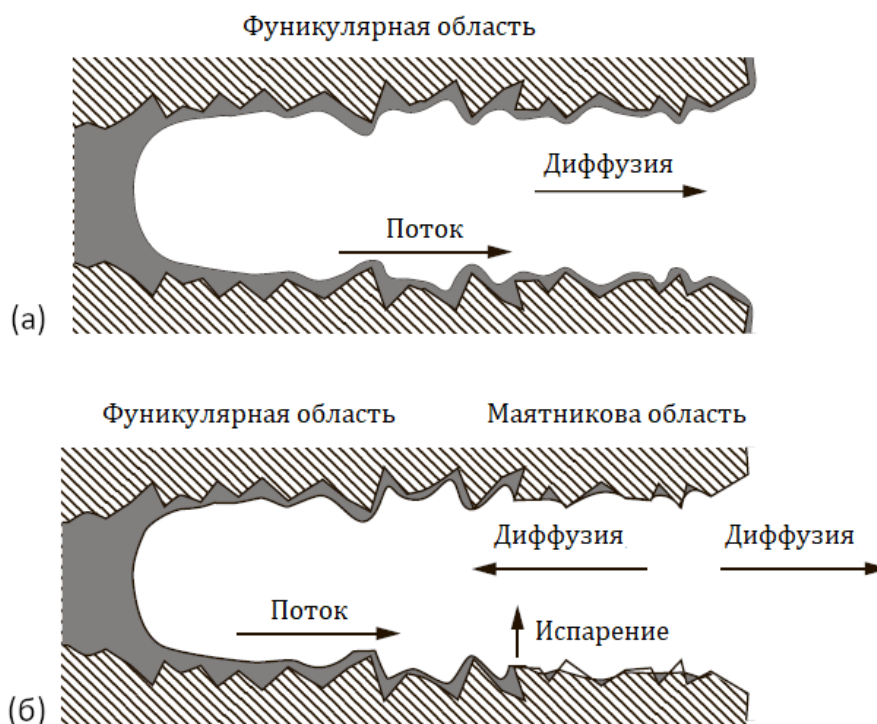 Фуникулярная область
Диффузия
Поток
(а)
Фуникулярная область Маятникова область
Диффузия Диффузия
Поток
Испарение
(б)